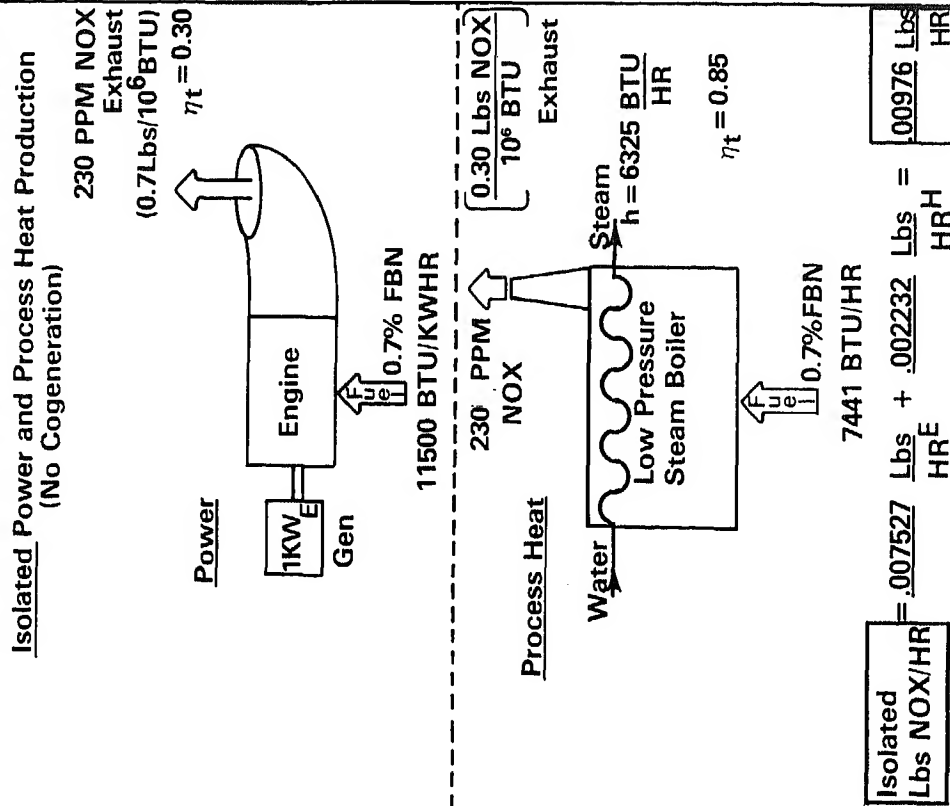 Isolated Power and Process Heat Production
(No Cogeneration)
230 PPM NOX
Exhaust
(0.7Lbs/10⁶BTU)
ηt = 0.30
Power
1KW E
Gen
Engine
Fuel
0.7% FBN
11500 BTU/KWHR
230 PPM
NOX
0.30 Lbs NOX
10⁶ BTU
Exhaust
Process Heat
Water
Low Pressure
Steam Boiler
Steam
h = 6325 BTU
HR
ηt = 0.85
Fuel
0.7%FBN
7441 BTU/HR
Isolated
Lbs NOX/HR
= .007527 Lbs + .002232 Lbs = .00976 Lbs
HR E HR H HR